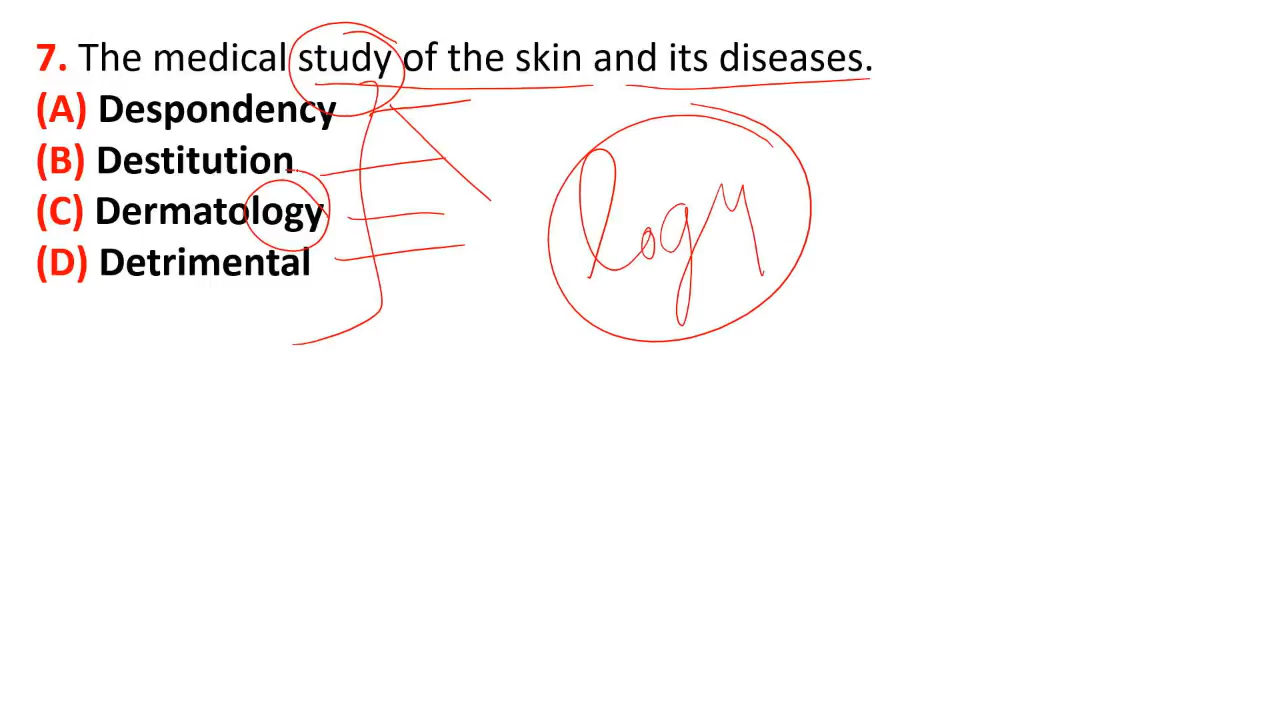 7. The medical study of the skin and its diseases.
(A) Despondency
(B) Destitution
(C) Dermatology
(D) Detrimental
logy